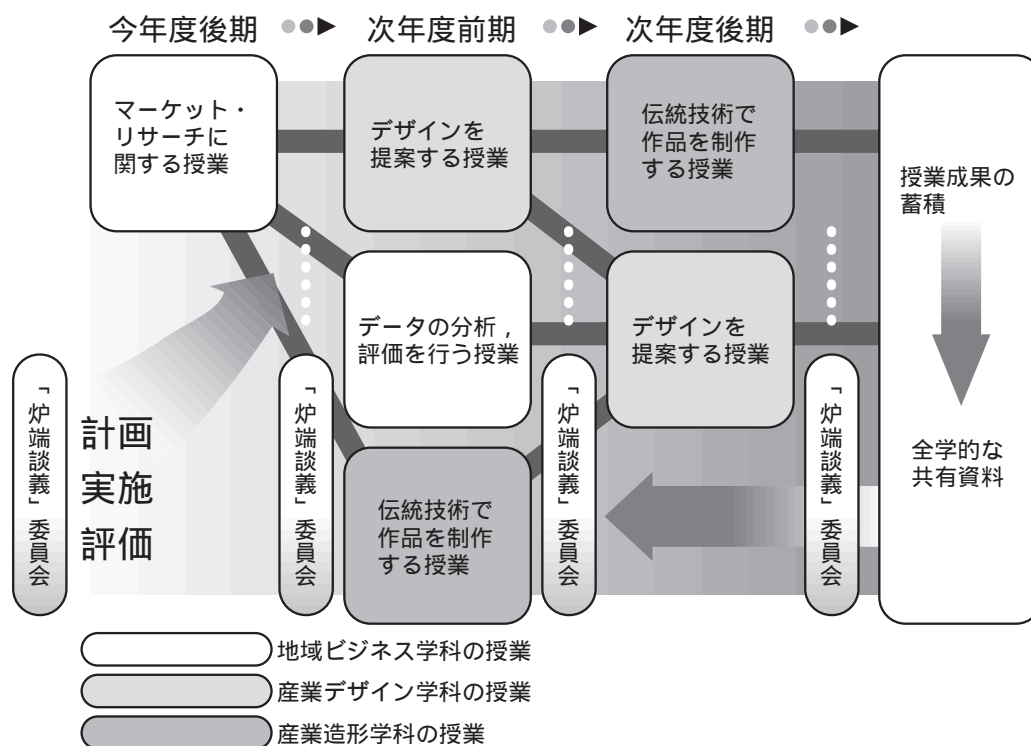 今年度後期
次年度前期
次年度後期
マーケット・
リサーチに
関する授業
デザインを
提案する授業
伝統技術で
作品を制作
する授業
授業成果の
蓄積
データの分析，
評価を行う授業
デザインを
提案する授業
「炉端談義」委員会
計画
実施
評価
「炉端談義」委員会
伝統技術で
作品を制作
する授業
「炉端談義」委員会
「炉端談義」委員会
全学的な
共有資料
地域ビジネス学科の授業
産業デザイン学科の授業
産業造形学科の授業